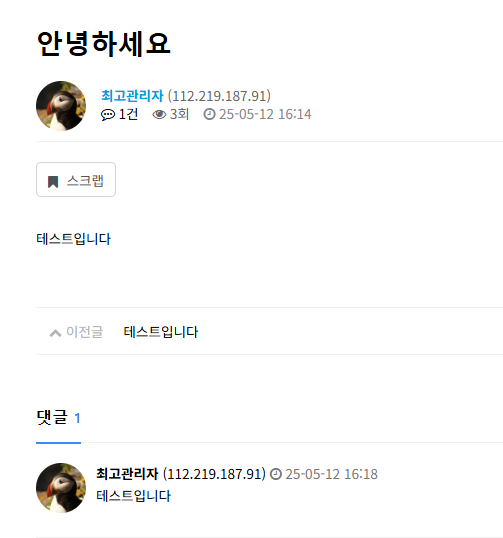 안녕하세요
최고관리자 (112.219.187.91)
1건 3회 25-05-12 16:14
스크랩
테스트입니다
이전글 테스트입니다
댓글 1
최고관리자 (112.219.187.91) 25-05-12 16:18
테스트입니다